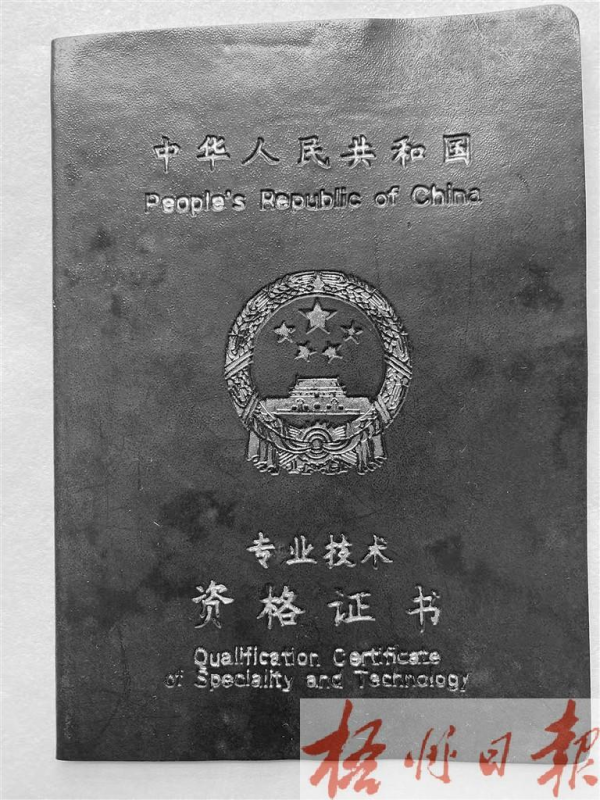 中华人民共和国
People's Republic of China
专业技术
资格证书
Qualification Certificate
of Speciality and Technology
梧州日报